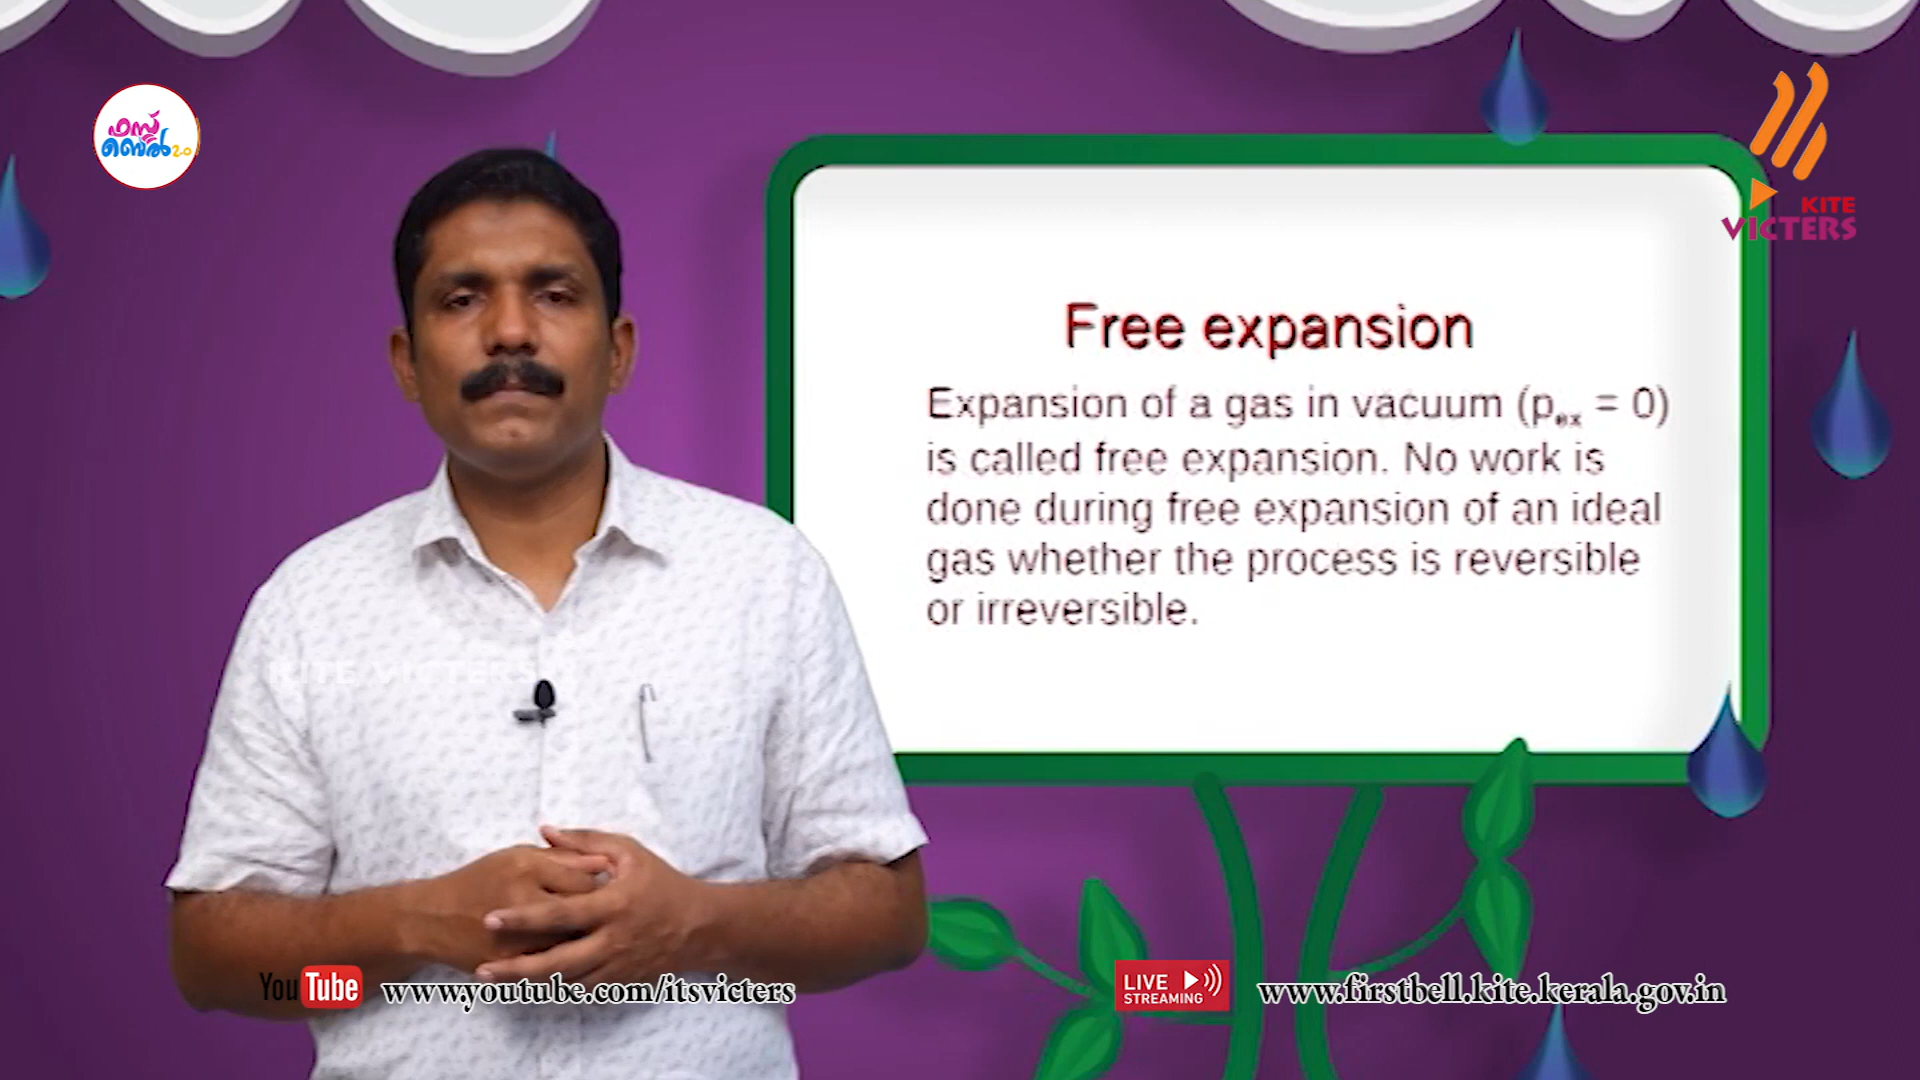 ഫസ്റ്റ്
ബെൽ 2.0
KITE
VICTERS
Free expansion
Expansion of a gas in vacuum (pₑₓ = 0)
is called free expansion. No work is
done during free expansion of an ideal
gas whether the process is reversible
or irreversible.
KITE VICTERS
YouTube www.youtube.com/itsvicters
LIVE
STREAMING
www.firstbell.kite.kerala.gov.in